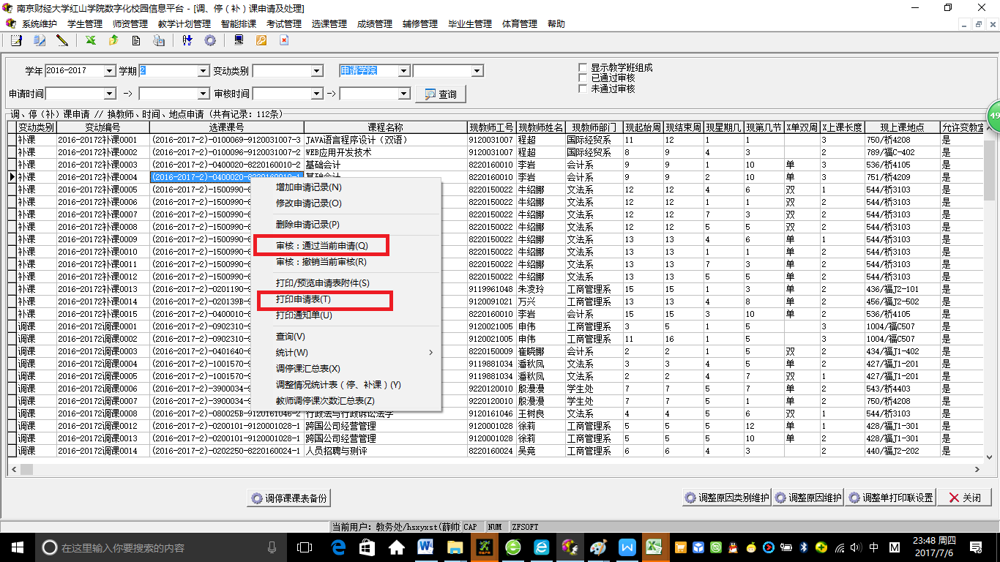 南京财经大学红山学院数字化校园信息平台 - [调、停（补）课申请及处理]
系统维护 学生管理 师资管理 教学计划管理 智能排课 考试管理 选课管理 成绩管理 辅修管理 毕业生管理 体育管理 帮助
学年 2016-2017 学期 2 变动类别 申请学院
显示教学班组成
已通过审核
申请时间 -> 审核时间 -> 查询
未通过审核
调、停（补）课申请 // 换教师、时间、地点申请（共有记录：112条）
变动类别 变动编号 选课课号 课程名称 现教师工号 现教师姓名 现教师部门 现起始周 现结束周 现星期几 现第几节 X单双周 X上课长度 现上课地点 允许变教室
补课 2016-20172补课0001 (2016-2017-2)-0100069-9120031007-3 JAVA语言程序设计（双语） 9120031007 程超 国际经贸系 11 12 1 1 3 750/桥4208 是
补课 2016-20172补课0002 (2016-2017-2)-0100096-9120031007-2 WEB应用开发技术 9120031007 程超 国际经贸系 8 9 4 3 2 789/福C-402 是
补课 2016-20172补课0003 (2016-2017-2)-0400020-8220160010-2 基础会计 8220160010 李岩 会计系 9 9 1 10 单 3 536/桥4105 是
补课 2016-20172补课0004 (2016-2017-2)-0400020-8220160010-1 基础会计 8220160010 李岩 会计系 9 9 2 10 单 3 751/桥4209 是
补课 2016-20172补课0005 (2016-2017-2)-1500990-8 8220150022 牛绍娜 文法系 12 12 4 6 双 1 544/桥3103 是
补课 2016-20172补课0006 (2016-2017-2)-1500990-8 8220150022 牛绍娜 文法系 12 12 1 1 双 2 544/桥3103 是
补课 2016-20172补课0007 (2016-2017-2)-1500990-8 8220150022 牛绍娜 文法系 12 12 7 3 双 2 544/桥3103 是
补课 2016-20172补课0008 (2016-2017-2)-1500990-8 8220150022 牛绍娜 文法系 12 12 5 5 双 2 544/桥3103 是
补课 2016-20172补课0009 (2016-2017-2)-1500990-8 8220150022 牛绍娜 文法系 13 13 4 6 单 1 544/桥3103 是
补课 2016-20172补课0010 (2016-2017-2)-1500990-8 8220150022 牛绍娜 文法系 13 13 1 1 单 2 544/桥3103 是
补课 2016-20172补课0011 (2016-2017-2)-1500990-8 8220150022 牛绍娜 文法系 13 13 7 3 单 2 544/桥3103 是
补课 2016-20172补课0012 (2016-2017-2)-1500990-8 8220150022 牛绍娜 文法系 13 13 5 5 单 2 544/桥3103 是
补课 2016-20172补课0013 (2016-2017-2)-0201190-9 9119961048 朱凌玲 工商管理系 15 15 1 3 单 2 436/福J2-101 是
补课 2016-20172补课0014 (2016-2017-2)-020139B-9 9120091021 万兴 工商管理系 13 13 4 8 单 2 456/福J2-502 是
补课 2016-20172补课0015 (2016-2017-2)-0400010-8 8220160010 李岩 会计系 15 15 3 10 单 2 536/桥4105 是
调课 2016-20172调课0001 (2016-2017-2)-0902310-9 9120021005 申伟 工商管理系 3 5 1 5 3 1004/福C507 是
调课 2016-20172调课0002 (2016-2017-2)-0902310-9 9120021005 申伟 工商管理系 11 16 1 5 3 1004/福C507 是
调课 2016-20172调课0003 (2016-2017-2)-0401640-8 8220150009 崔晓娜 会计系 2 2 1 5 双 2 434/福J1-402 是
调课 2016-20172调课0004 (2016-2017-2)-1001570-9 9119881034 潘秋凤 文法系 3 3 4 5 单 2 427/福J1-201 是
调课 2016-20172调课0005 (2016-2017-2)-1001570-9 9119881034 潘秋凤 文法系 2 2 4 7 双 1 427/福J1-201 是
调课 2016-20172调课0006 (2016-2017-2)-3900034-9 9220120010 殷漫漫 学生处 7 7 5 7 单 2 543/桥4403 是
调课 2016-20172调课0007 (2016-2017-2)-3900034-9 9220120010 殷漫漫 学生处 7 7 5 1 单 2 750/桥4208 是
调课 2016-20172调课0008 (2016-2017-2)-080025B-9120161046-2 行政法与行政诉讼法学 9120161046 王树良 文法系 4 4 5 6 双 1 544/桥3103 是
调课 2016-20172调课0012 (2016-2017-2)-0200101-9120001028-1 跨国公司经营管理 9120001028 徐莉 工商管理系 5 5 5 12 单 1 428/福J1-301 是
调课 2016-20172调课0013 (2016-2017-2)-0200101-9120001028-1 跨国公司经营管理 9120001028 徐莉 工商管理系 5 5 5 10 单 2 428/福J1-301 是
调课 2016-20172调课0014 (2016-2017-2)-0202250-8220160024-1 人员招聘与测评 8220160024 吴竞 工商管理系 6 6 4 3 2 440/福J2-202 是
增加申请记录(N)
修改申请记录(O)
删除申请记录(P)
审核：通过当前申请(Q)
审核：撤销当前审核(R)
打印/预览申请表附件(S)
打印申请表(T)
打印通知单(U)
查询(V)
统计(W)
调停课汇总表(X)
调整情况统计表（停、补课）(Y)
教师调停课次数汇总表(Z)
49
调停课课表备份 调整原因类别维护 调整原因维护 调整单打印联设置 关闭
当前用户：教务处/hsxyxst(薛帅 CAP NUM ZFSOFT
在这里输入你要搜索的内容
中 M
23:48 周四
2017/7/6